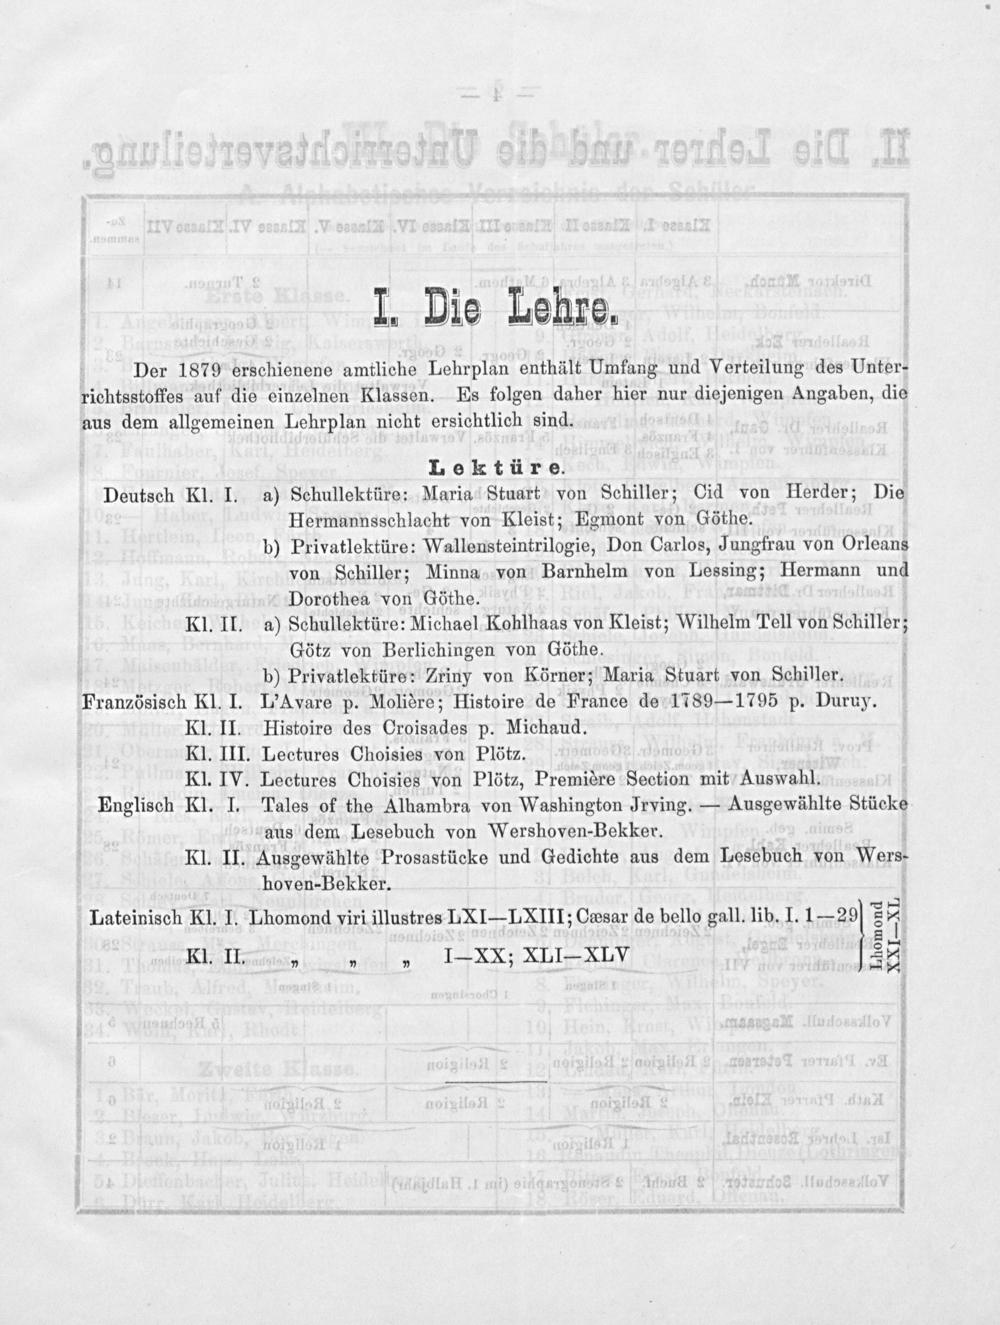 I. Die Lehre.
Der 1879 erschienene amtliche Lehrplan enthält Umfang und Verteilung des Unter-
richtsstoffes auf die einzelnen Klassen. Es folgen daher hier nur diejenigen Angaben, die
aus dem allgemeinen Lehrplan nicht ersichtlich sind.
Lektüre.
Deutsch Kl. I. a) Schullektüre: Maria Stuart von Schiller; Cid von Herder; Die
Hermannsschlacht von Kleist; Egmont von Göthe.
b) Privatlektüre: Wallensteintrilogie, Don Carlos, Jungfrau von Orleans
von Schiller; Minna von Barnhelm von Lessing; Hermann und
Dorothea von Göthe.
Kl. II. a) Schullektüre: Michael Kohlhaas von Kleist; Wilhelm Tell von Schiller;
Götz von Berlichingen von Göthe.
b) Privatlektüre: Zriny von Körner; Maria Stuart von Schiller.
Französisch Kl. I. L'Avare p. Molière; Histoire de France de 1789—1795 p. Duruy.
Kl. II. Histoire des Croisades p. Michaud.
Kl. III. Lectures Choisies von Plötz.
Kl. IV. Lectures Choisies von Plötz, Première Section mit Auswahl.
Englisch Kl. I. Tales of the Alhambra von Washington Jrving. — Ausgewählte Stücke
aus dem Lesebuch von Wershoven-Bekker.
Kl. II. Ausgewählte Prosastücke und Gedichte aus dem Lesebuch von Wers-
hoven-Bekker.
Lateinisch Kl. I. Lhomond viri illustres LXI—LXIII; Cæsar de bello gall. lib. I. 1—29
Kl. II. „ „ „ I—XX; XLI—XLV
Lhomond
XXI—XL